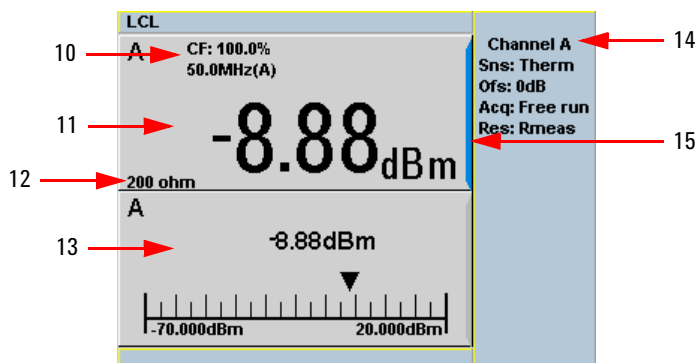 LCL
10
A
CF: 100.0%
50.0MHz(A)
11
-8.88dBm
12
200 ohm
A
13
-8.88dBm
-70.000dBm 20.000dBm
Channel A
14
Sns: Therm
Ofs: 0dB
Acq: Free run
Res: Rmeas
15